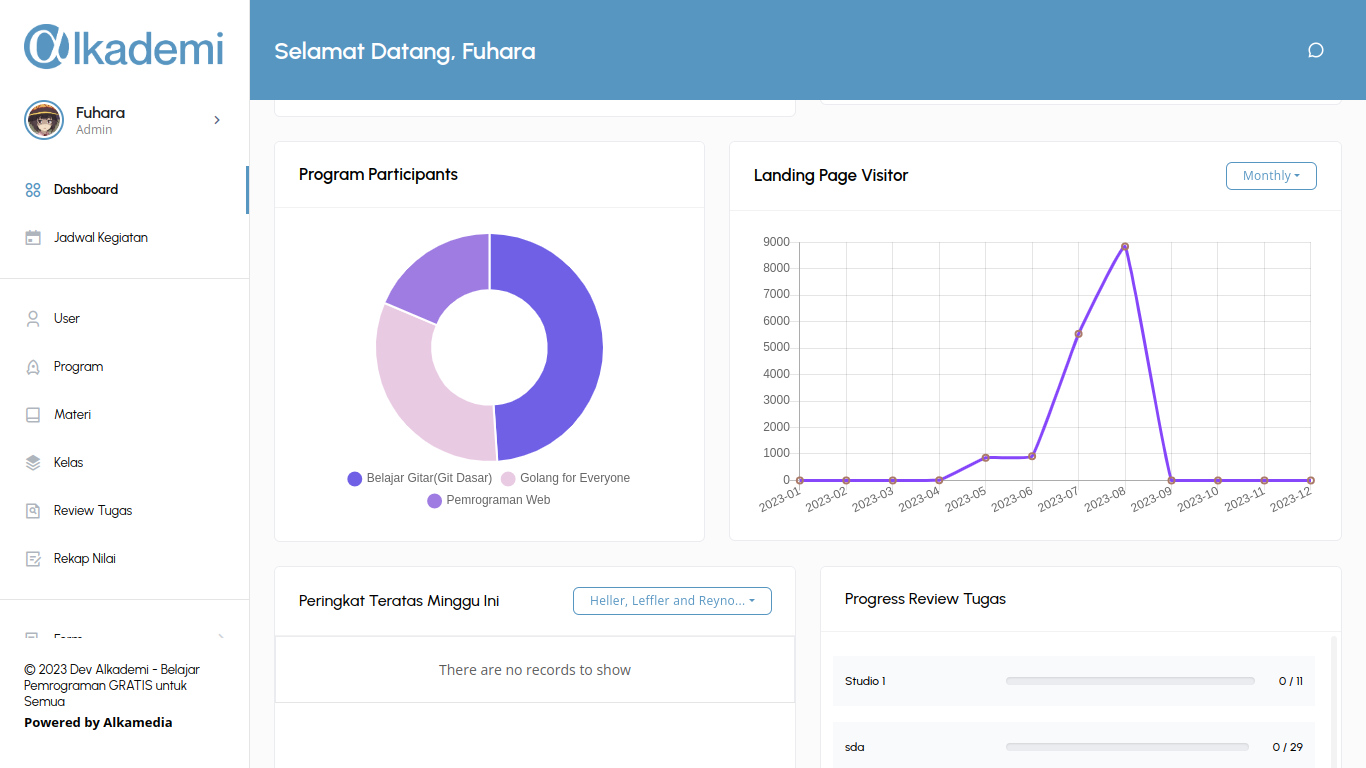 @lkademi
Selamat Datang, Fuhara
Fuhara
Admin
Dashboard
Jadwal Kegiatan
User
Program
Materi
Kelas
Review Tugas
Rekap Nilai
Form
© 2023 Dev Alkademi - Belajar
Pemrograman GRATIS untuk
Semua
Powered by Alkamedia
Program Participants
Belajar Gitar(Git Dasar)
Golang for Everyone
Pemrograman Web
Landing Page Visitor
Monthly
9000
8000
7000
6000
5000
4000
3000
2000
1000
0
2023-01
2023-02
2023-03
2023-04
2023-05
2023-06
2023-07
2023-08
2023-09
2023-10
2023-11
2023-12
Peringkat Teratas Minggu Ini
Heller, Leffler and Reyno...
There are no records to show
Progress Review Tugas
Studio 1
0 / 11
sda
0 / 29